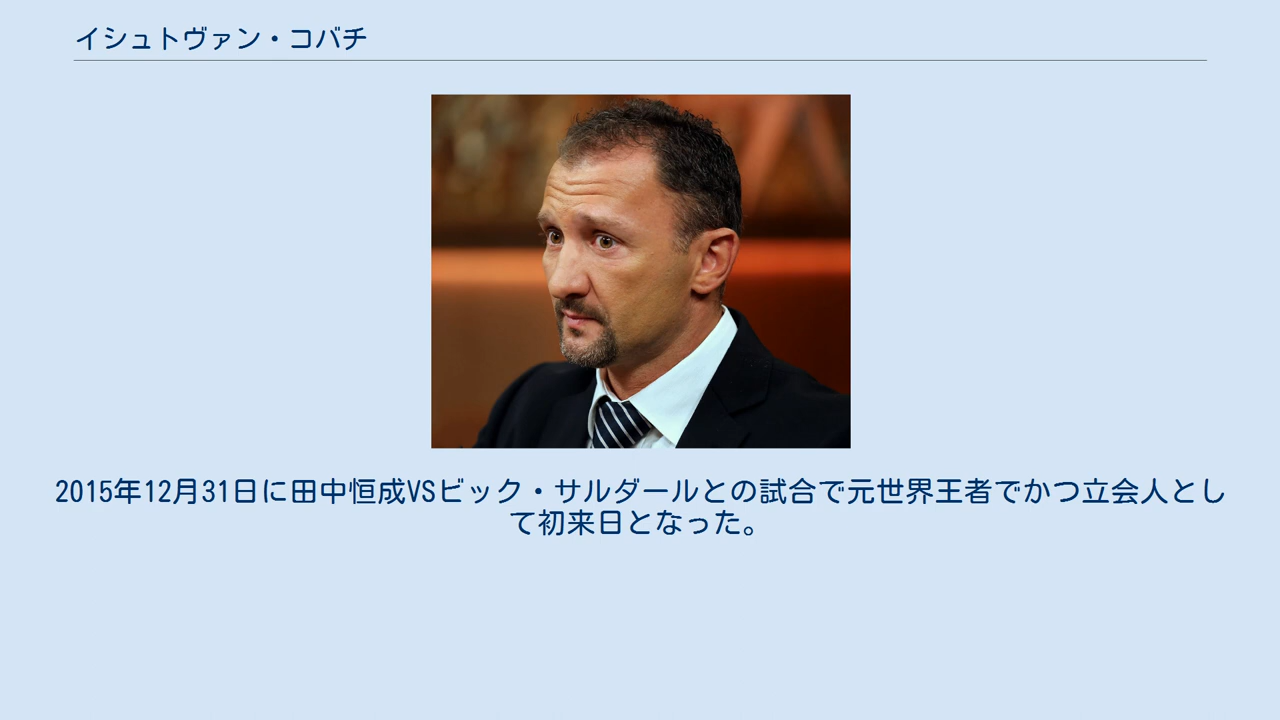 イシュトヴァン・コバチ
2015年12月31日に田中恒成VSビック・サルダールとの試合で元世界王者でかつ立会人とし
て初来日となった。